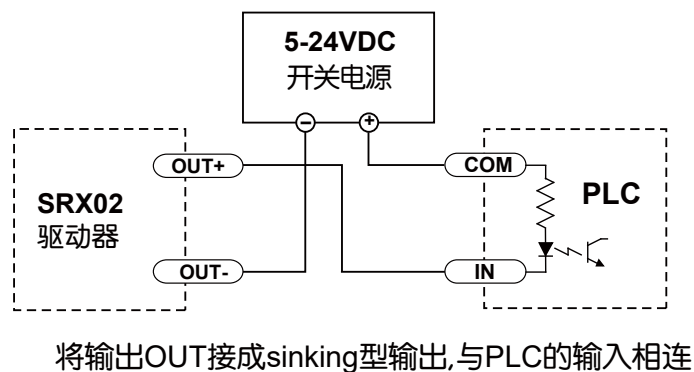 5-24VDC
开关电源
− +
OUT+
COM
SRX02
驱动器
PLC
OUT-
IN
将输出OUT接成sinking型输出,与PLC的输入相连